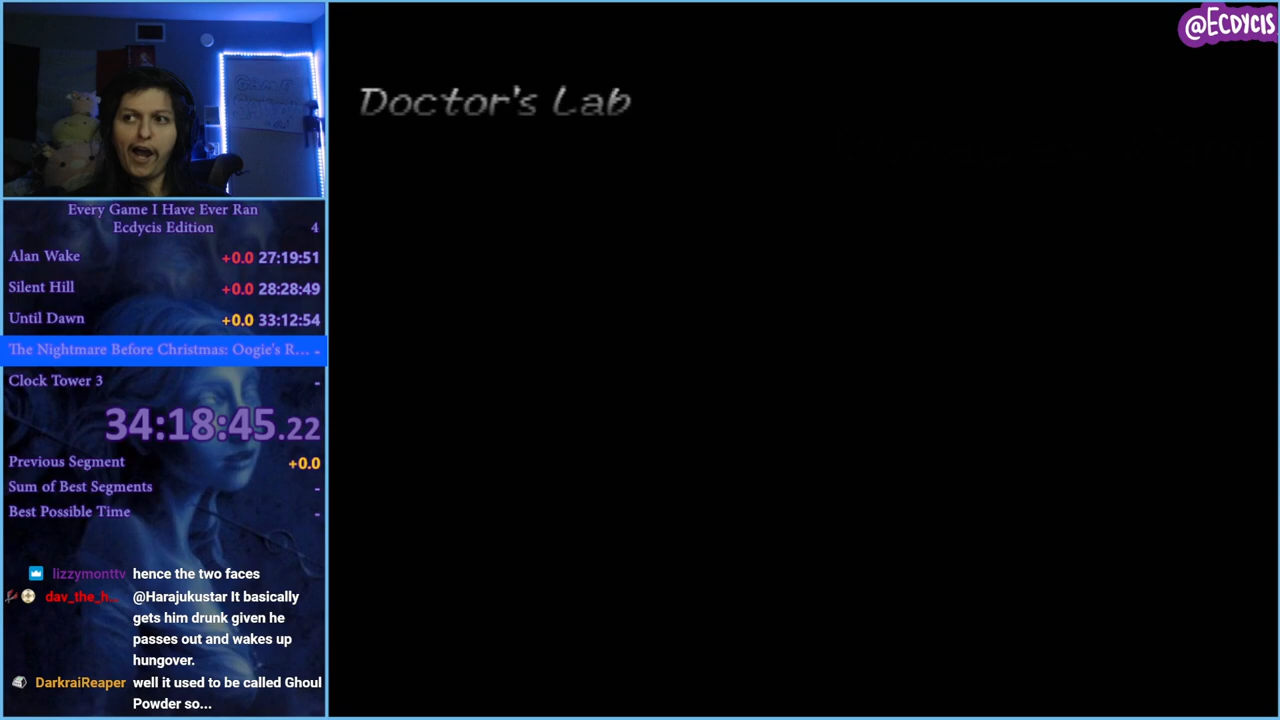 @ECDYCIS
Doctor's Lab
Every Game I Have Ever Ran
Ecdycis Edition 4
Alan Wake +0.0 27:19:51
Silent Hill +0.0 28:28:49
Until Dawn +0.0 33:12:54
The Nightmare Before Christmas: Oogie's R... -
Clock Tower 3 -
34:18:45.22
Previous Segment +0.0
Sum of Best Segments -
Best Possible Time -
lizzymonttv hence the two faces
dav_the_h... @Harajukustar It basically
gets him drunk given he
passes out and wakes up
hungover.
DarkraiReaper well it used to be called Ghoul
Powder so...